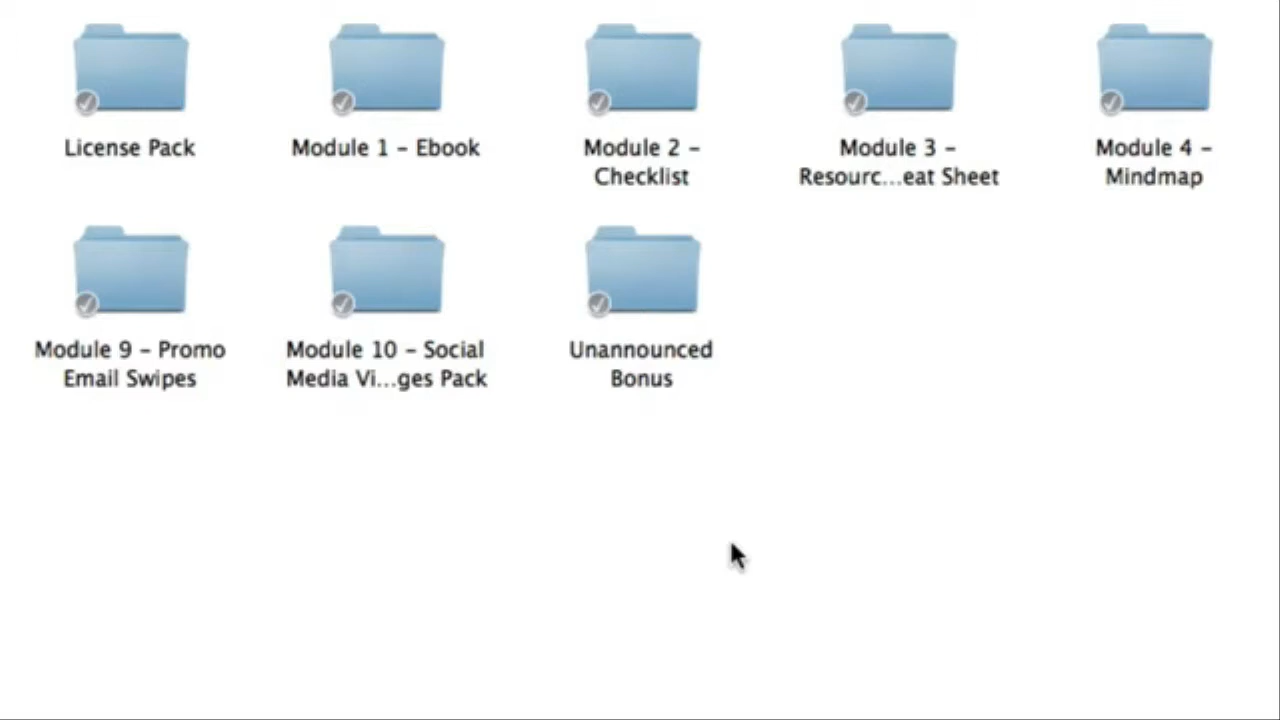 License Pack
Module 1 - Ebook
Module 2 -
Checklist
Module 3 -
Resourc...eat Sheet
Module 4 -
Mindmap
Module 9 - Promo
Email Swipes
Module 10 - Social
Media Vi...ges Pack
Unannounced
Bonus